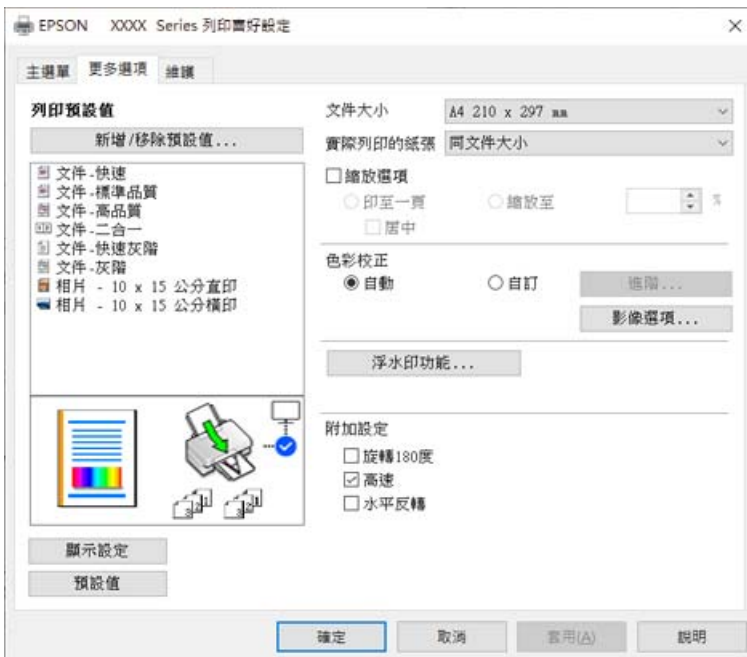 EPSON XXXX Series 列印喜好設定
主選單 更多選項 維護
列印預設值
新增/移除預設值...
文件-快速
文件-標準品質
文件-高品質
文件-二合一
文件-快速灰階
文件-灰階
相片 - 10 x 15 公分直印
相片 - 10 x 15 公分橫印
顯示設定
預設值
文件大小 A4 210 x 297 mm
實際列印的紙張 同文件大小
縮放選項
印至一頁 縮放至 %
居中
色彩校正
自動 自訂 進階...
影像選項...
浮水印功能...
附加設定
旋轉180度
高速
水平反轉
確定 取消 套用(A) 說明